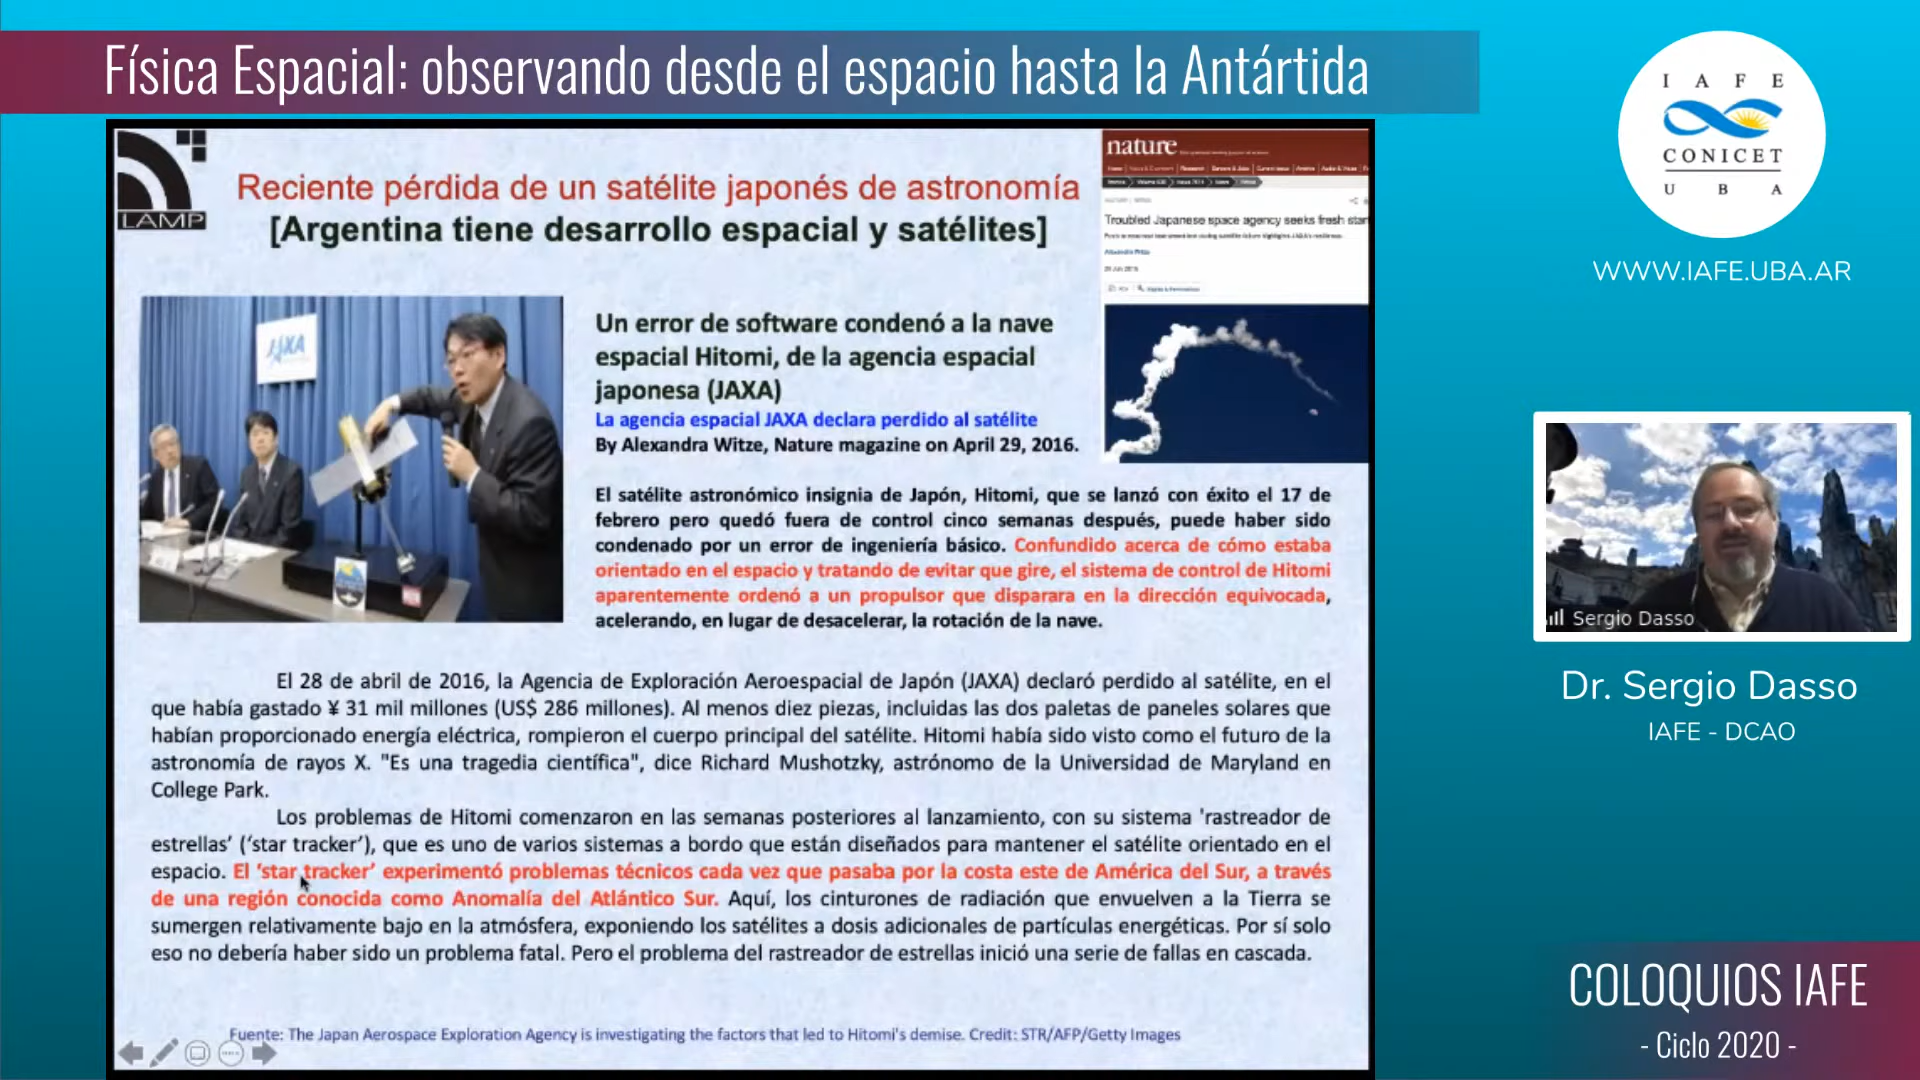 Física Espacial: observando desde el espacio hasta la Antártida
I A F E
CONICET
U B A
WWW.IAFE.UBA.AR
LAMP
Reciente pérdida de un satélite japonés de astronomía
[Argentina tiene desarrollo espacial y satélites]
nature
Troubled Japanese space agency seeks fresh star
JAXA
Un error de software condenó a la nave
espacial Hitomi, de la agencia espacial
japonesa (JAXA)
La agencia espacial JAXA declara perdido al satélite
By Alexandra Witze, Nature magazine on April 29, 2016.
El satélite astronómico insignia de Japón, Hitomi, que se lanzó con éxito el 17 de
febrero pero quedó fuera de control cinco semanas después, puede haber sido
condenado por un error de ingeniería básico. Confundido acerca de cómo estaba
orientado en el espacio y tratando de evitar que gire, el sistema de control de Hitomi
aparentemente ordenó a un propulsor que disparara en la dirección equivocada,
acelerando, en lugar de desacelerar, la rotación de la nave.
El 28 de abril de 2016, la Agencia de Exploración Aeroespacial de Japón (JAXA) declaró perdido al satélite, en el
que había gastado ¥ 31 mil millones (US$ 286 millones). Al menos diez piezas, incluidas las dos paletas de paneles solares que
habían proporcionado energía eléctrica, rompieron el cuerpo principal del satélite. Hitomi había sido visto como el futuro de la
astronomía de rayos X. "Es una tragedia científica", dice Richard Mushotzky, astrónomo de la Universidad de Maryland en
College Park.
Los problemas de Hitomi comenzaron en las semanas posteriores al lanzamiento, con su sistema 'rastreador de
estrellas' ('star tracker'), que es uno de varios sistemas a bordo que están diseñados para mantener el satélite orientado en el
espacio. El 'star tracker' experimentó problemas técnicos cada vez que pasaba por la costa este de América del Sur, a través
de una región conocida como Anomalía del Atlántico Sur. Aquí, los cinturones de radiación que envuelven a la Tierra se
sumergen relativamente bajo en la atmósfera, exponiendo los satélites a dosis adicionales de partículas energéticas. Por sí solo
eso no debería haber sido un problema fatal. Pero el problema del rastreador de estrellas inició una serie de fallas en cascada.
Fuente: The Japan Aerospace Exploration Agency is investigating the factors that led to Hitomi's demise. Credit: STR/AFP/Getty Images
Sergio Dasso
Dr. Sergio Dasso
IAFE - DCAO
COLOQUIOS IAFE
- Ciclo 2020 -